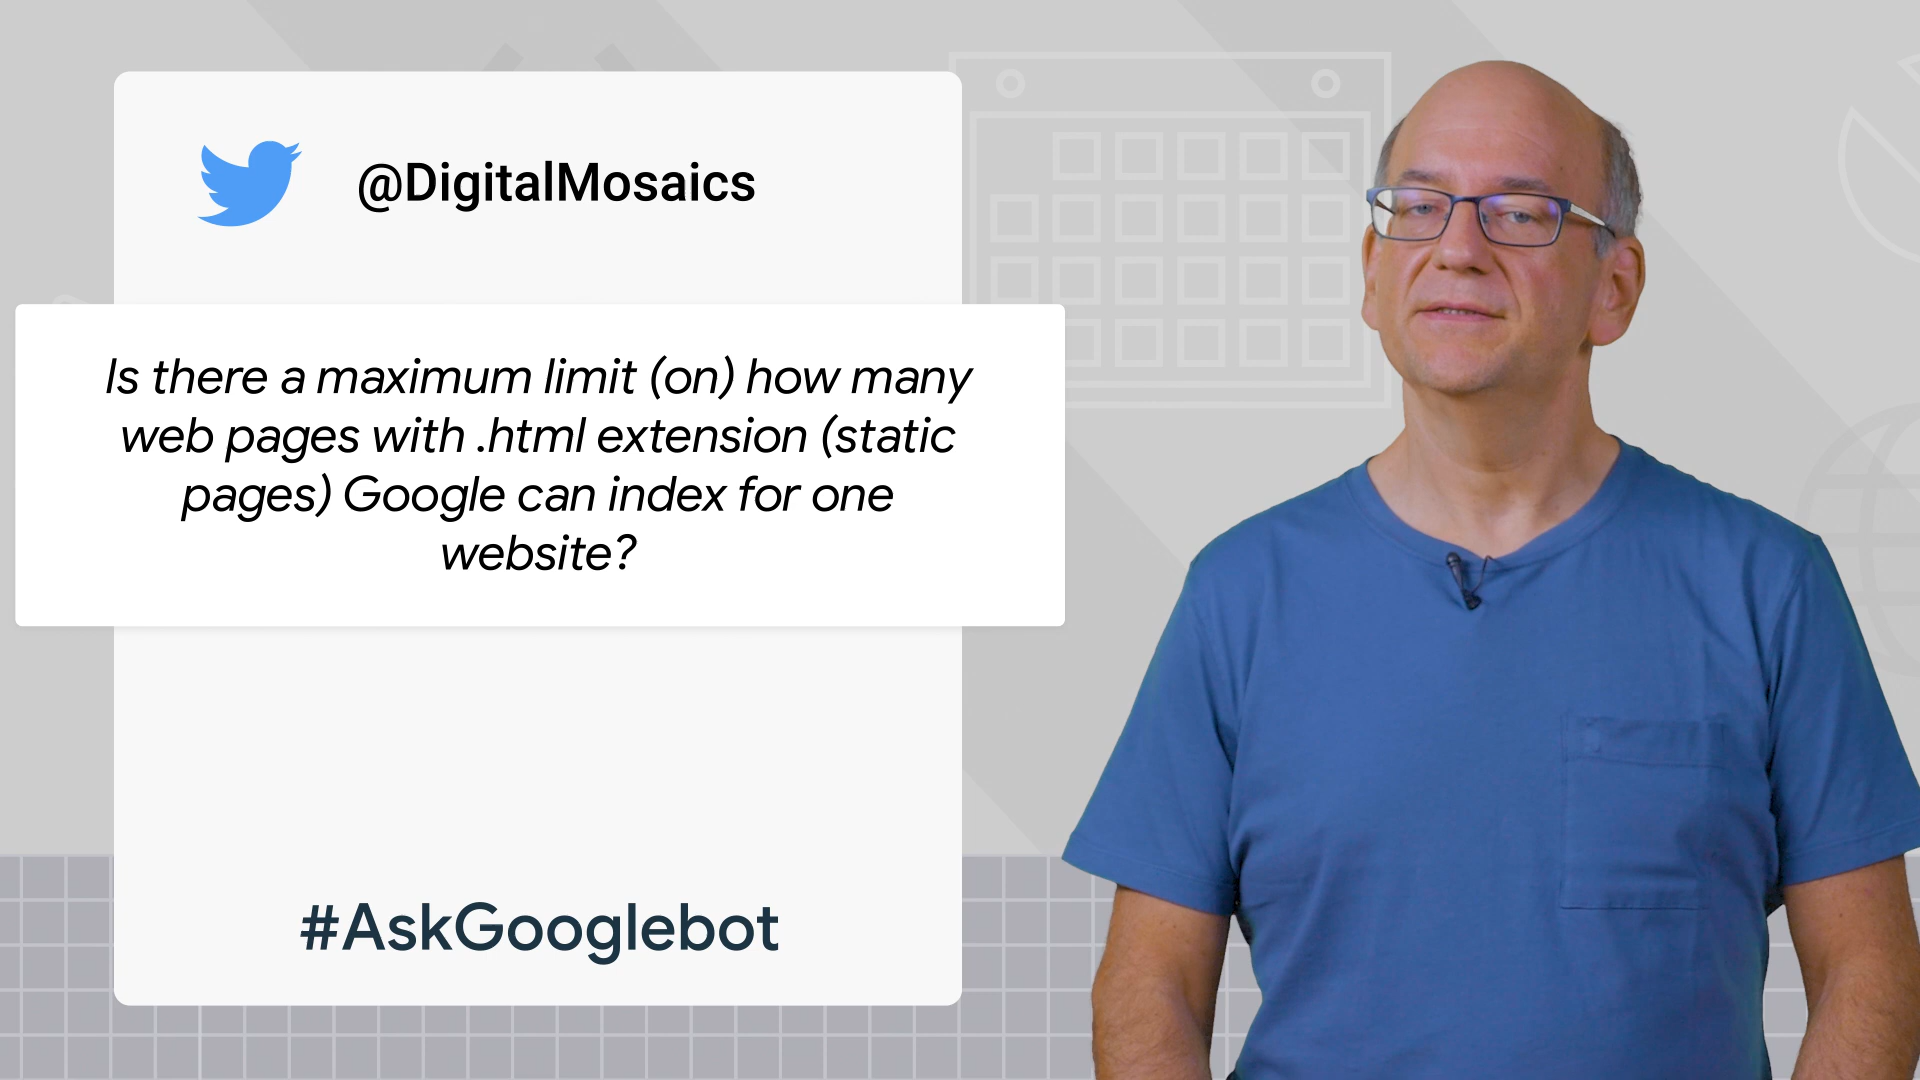 @DigitalMosaics
Is there a maximum limit (on) how many
web pages with .html extension (static
pages) Google can index for one
website?
#AskGooglebot